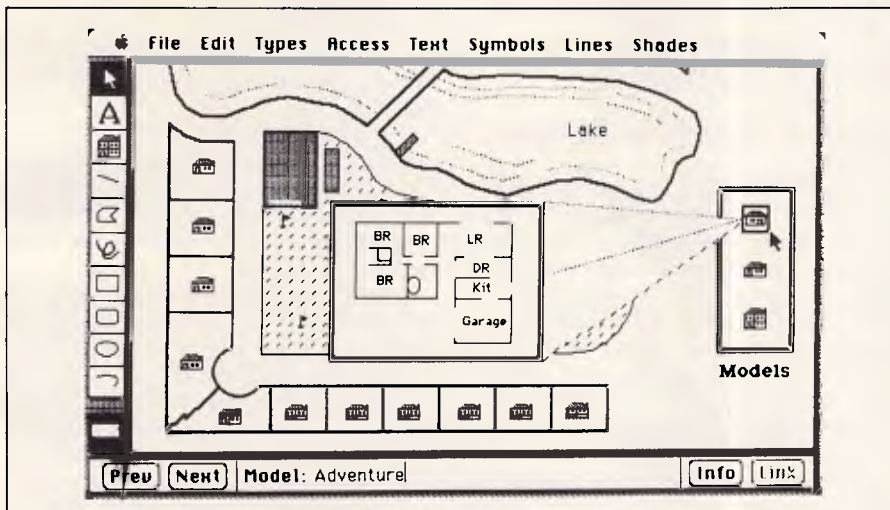 File Edit Types Access Text Symbols Lines Shades
A
Lake
BR BR LR
DR
BR Kit
Garage
Models
Prev Next Model: Adventure Info Link